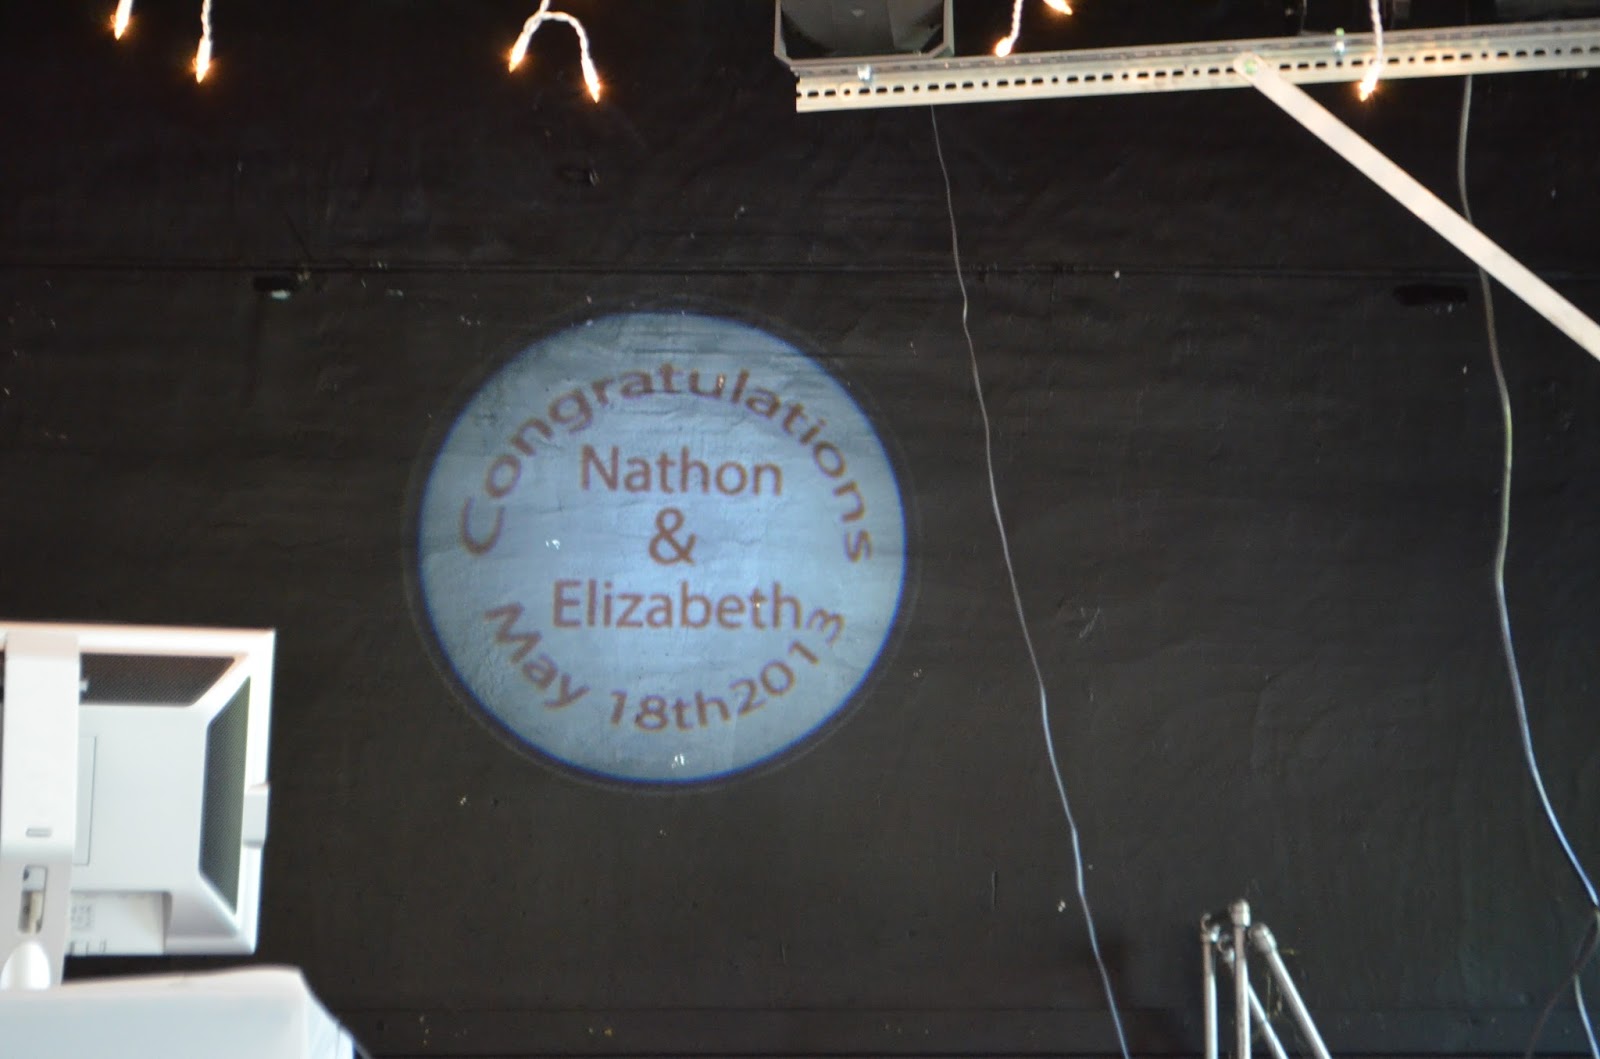 Congratulations
Nathon
&
Elizabeth
May 18th2013